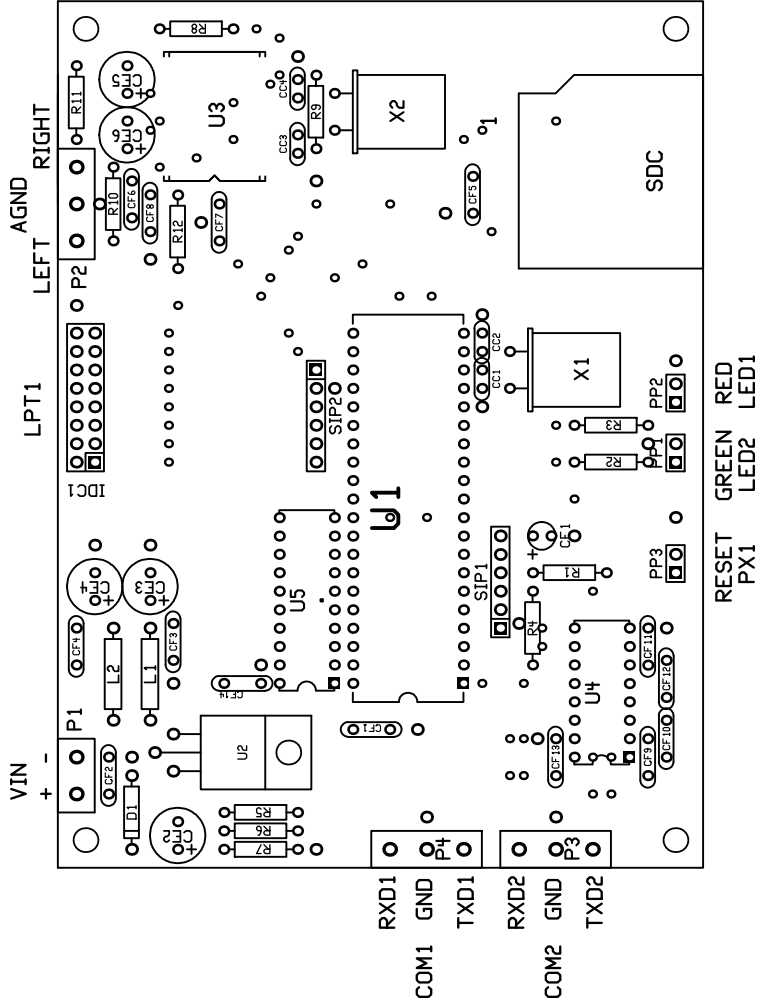 R8
R11
CE5
CE6
RIGHT
AGND
LEFT
U3
CC4
CC3
R9
X2
1
SDC
CF5
R10
CF6
CF8
R12
CF7
P2
LPT1
IDC1
SIP2
CC2
CC1
X1
PP2
RED
LED1
R3
R2
PP1
GREEN
LED2
U1
CE4
CE3
U5
SIP1
CF1
+
R1
PP3
RESET
PX1
CF4
L2
L1
CF3
CF14
R4
U4
CF11
CF12
P1
VIN
-
+
CF2
U2
CF1
CF13
CF9
CF10
D1
CE2
R5
R6
R7
P4
P3
RXD1
GND
TXD1
COM1
RXD2
GND
TXD2
COM2